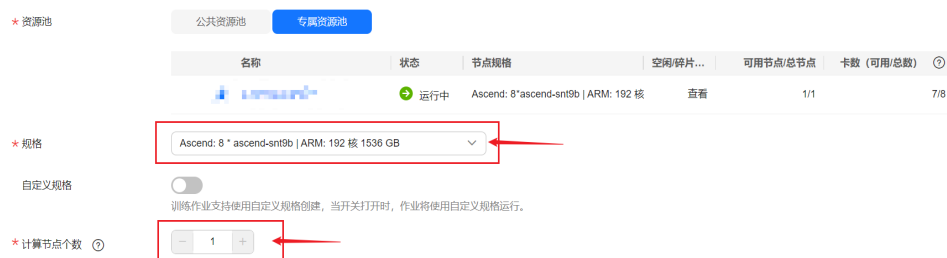 * 资源池 公共资源池 专属资源池
名称 状态 节点规格 空闲/碎片... 可用节点/总节点 卡数（可用/总数） ?
运行中 Ascend: 8*ascend-snt9b | ARM: 192 核 查看 1/1 7/8
* 规格 Ascend: 8 * ascend-snt9b | ARM: 192 核 1536 GB
自定义规格
训练作业支持使用自定义规格创建，当开关打开时，作业将使用自定义规格运行。
* 计算节点个数 ? − 1 +